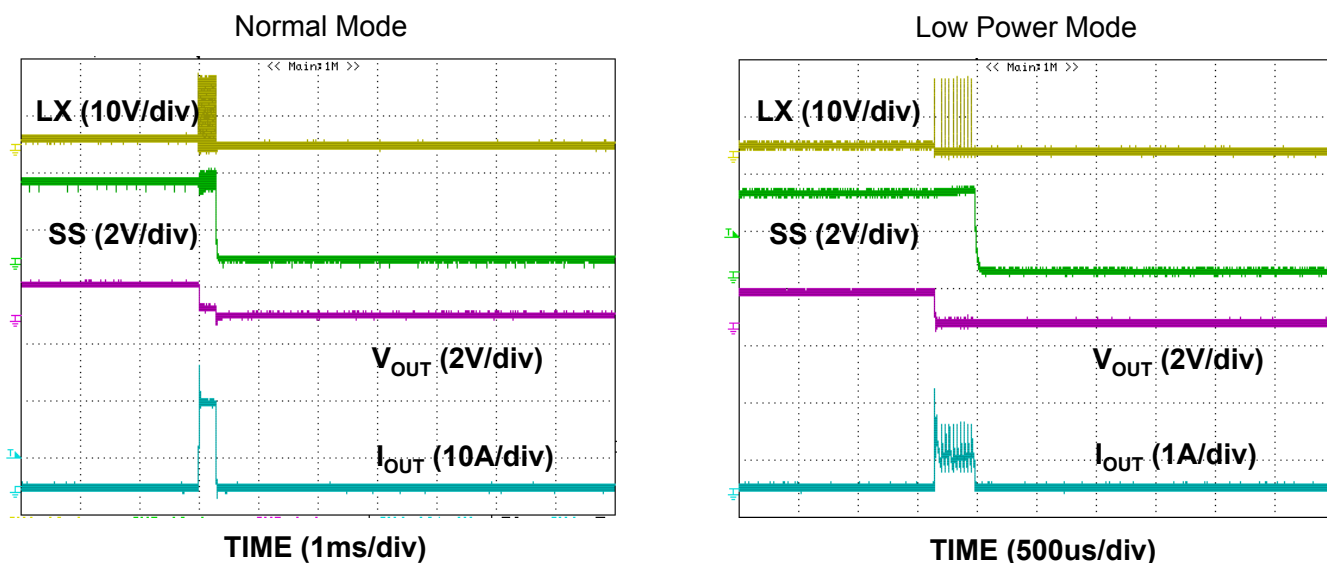 Normal Mode
<< Main:1M >>
LX (10V/div)
SS (2V/div)
VOUT (2V/div)
T
IOUT (10A/div)
TIME (1ms/div)
Low Power Mode
<< Main:1M >>
LX (10V/div)
T
SS (2V/div)
VOUT (2V/div)
IOUT (1A/div)
TIME (500us/div)